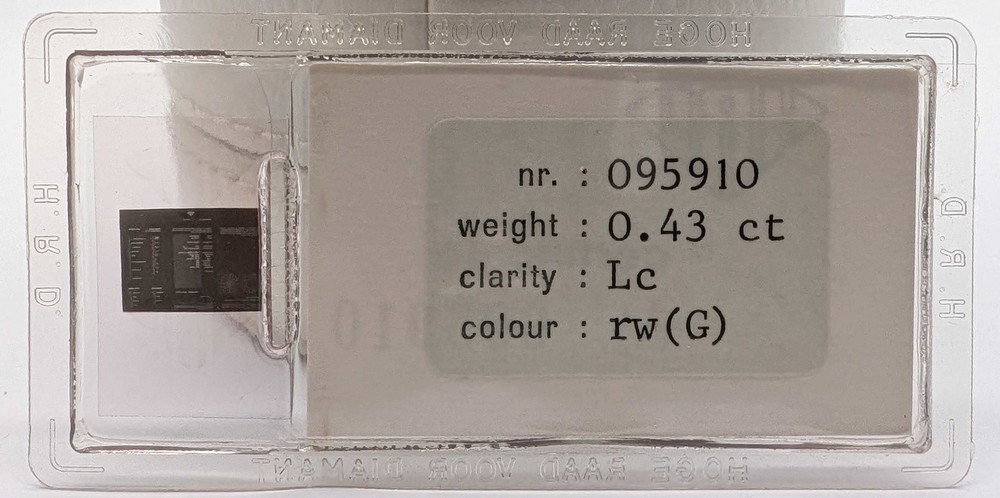 HOGE RAAD VOOR DIAMANT
H.R.D.
nr. : 095910
weight : 0.43 ct
clarity : Lc
colour : rw(G)
H.R.D.
HOGE RAAD VOOR DIAMANT